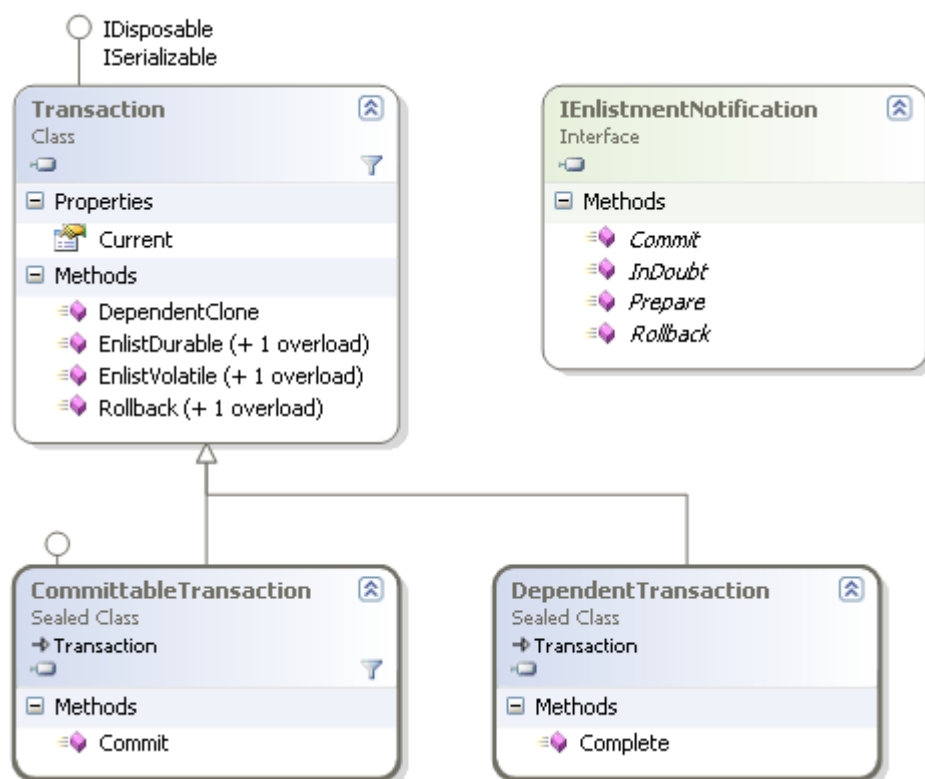 IDisposable
ISerializable
Transaction
Class
Properties
Current
Methods
DependentClone
EnlistDurable (+ 1 overload)
EnlistVolatile (+ 1 overload)
Rollback (+ 1 overload)
IEnlistmentNotification
Interface
Methods
Commit
InDoubt
Prepare
Rollback
CommittableTransaction
Sealed Class
Transaction
Methods
Commit
DependentTransaction
Sealed Class
Transaction
Methods
Complete